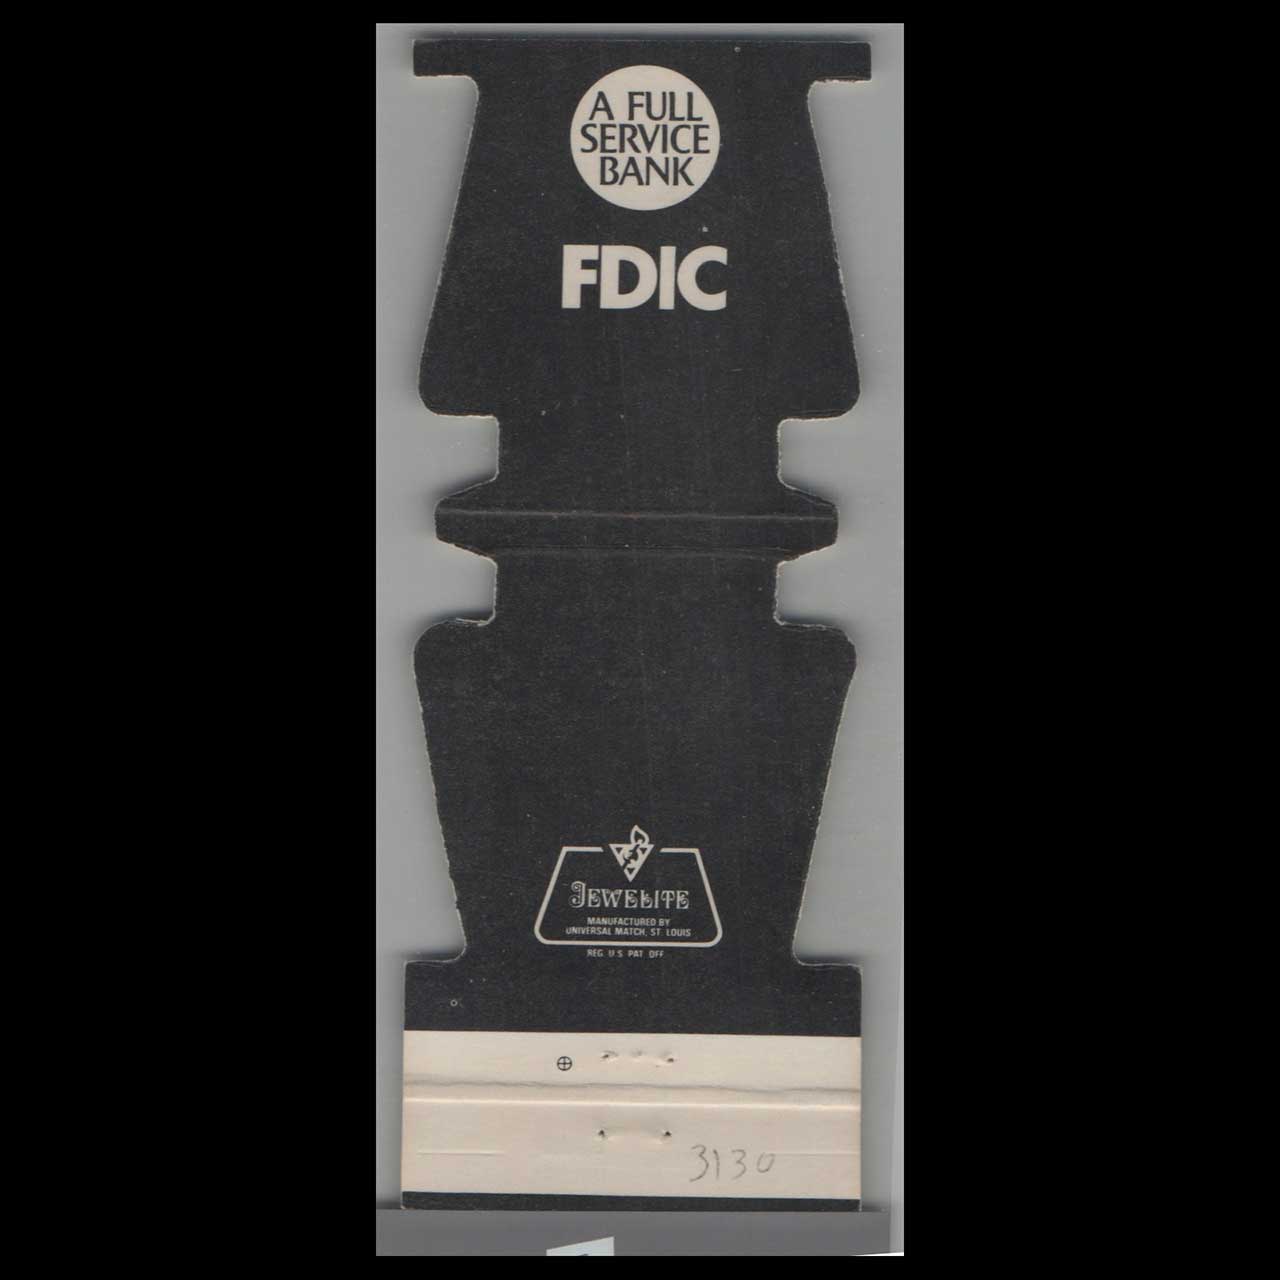 A FULL
SERVICE
BANK
FDIC
JEWELITE
MANUFACTURED BY
UNIVERSAL MATCH, ST. LOUIS
REG. U.S. PAT. OFF.
3130